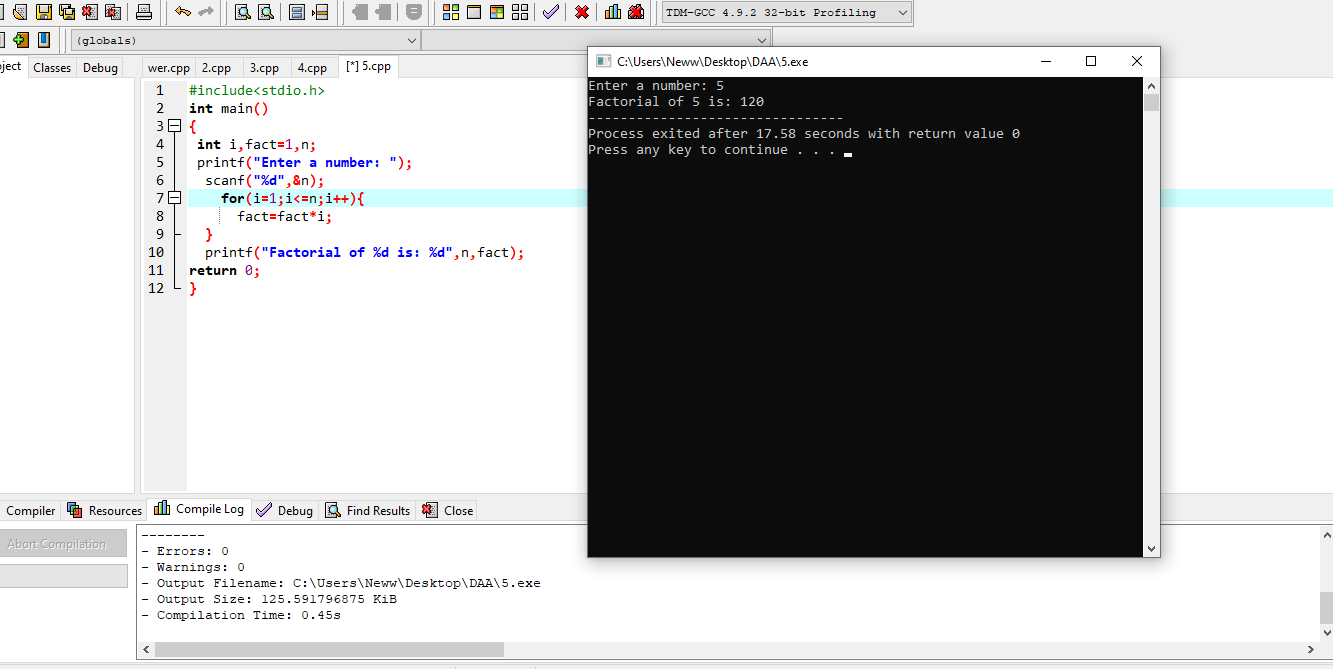 TDM-GCC 4.9.2 32-bit Profiling
(globals)
ject Classes Debug
wer.cpp 2.cpp 3.cpp 4.cpp [*] 5.cpp
1 #include<stdio.h>
2 int main()
3 {
4 int i,fact=1,n;
5 printf("Enter a number: ");
6 scanf("%d",&n);
7 for(i=1;i<=n;i++){
8 fact=fact*i;
9 }
10 printf("Factorial of %d is: %d",n,fact);
11 return 0;
12 }
C:\Users\Neww\Desktop\DAA\5.exe
Enter a number: 5
Factorial of 5 is: 120
--------------------------------
Process exited after 17.58 seconds with return value 0
Press any key to continue . . .
Compiler Resources Compile Log Debug Find Results Close
Abort Compilation
--------
- Errors: 0
- Warnings: 0
- Output Filename: C:\Users\Neww\Desktop\DAA\5.exe
- Output Size: 125.591796875 KiB
- Compilation Time: 0.45s